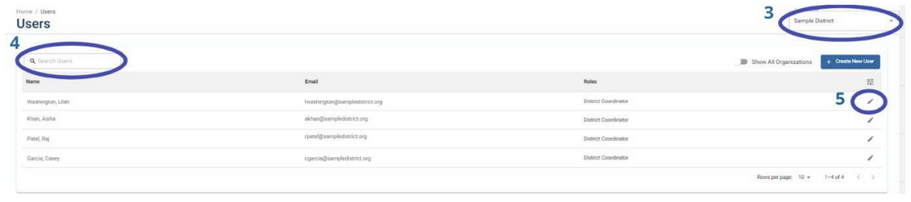 Home / Users
Users
3
Sample District
4
Search Users
Show All Organizations
+ Create New User
Name Email Roles
Washington, Lilah lwashington@sampledistrict.org District Coordinator
5
Khan, Aisha akhan@sampledistrict.org District Coordinator
Patel, Raj rpatel@sampledistrict.org District Coordinator
Garcia, Casey cgarcia@sampledistrict.org District Coordinator
Rows per page: 10 1–4 of 4